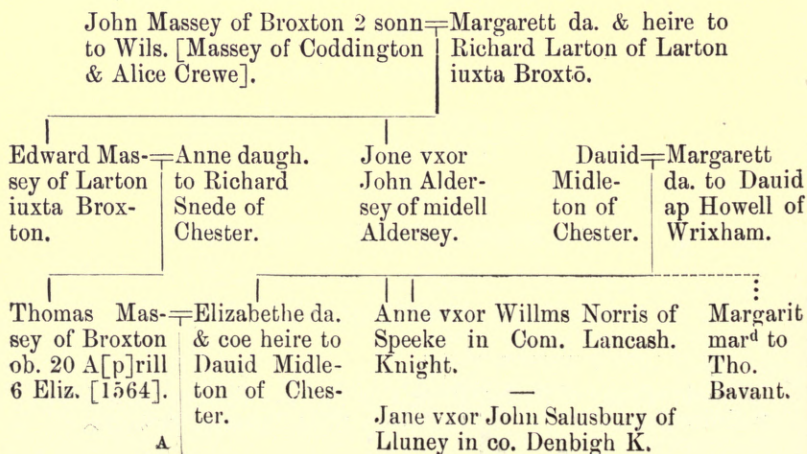 John Massey of Broxton 2 sonn
to Wils. [Massey of Coddington
& Alice Crewe].
Margarett da. & heire to
Richard Larton of Larton
iuxta Broxtō.
Edward Mas-
sey of Larton
iuxta Brox-
ton.
Anne daugh.
to Richard
Snede of
Chester.
Jone vxor
John Alder-
sey of midell
Aldersey.
Dauid
Midle-
ton of
Chester.
Margarett
da. to Dauid
ap Howell of
Wrixham.
Thomas Mas-
sey of Broxton
ob. 20 A[p]rill
6 Eliz. [1564].
Elizabethe da.
& coe heire to
Dauid Midle-
ton of Ches-
ter.
Anne vxor Willms Norris of
Speeke in Com. Lancash.
Knight.
—
Jane vxor John Salusbury of
Lluney in co. Denbigh K.
Margarit
marᵈ to
Tho.
Bavant.
A